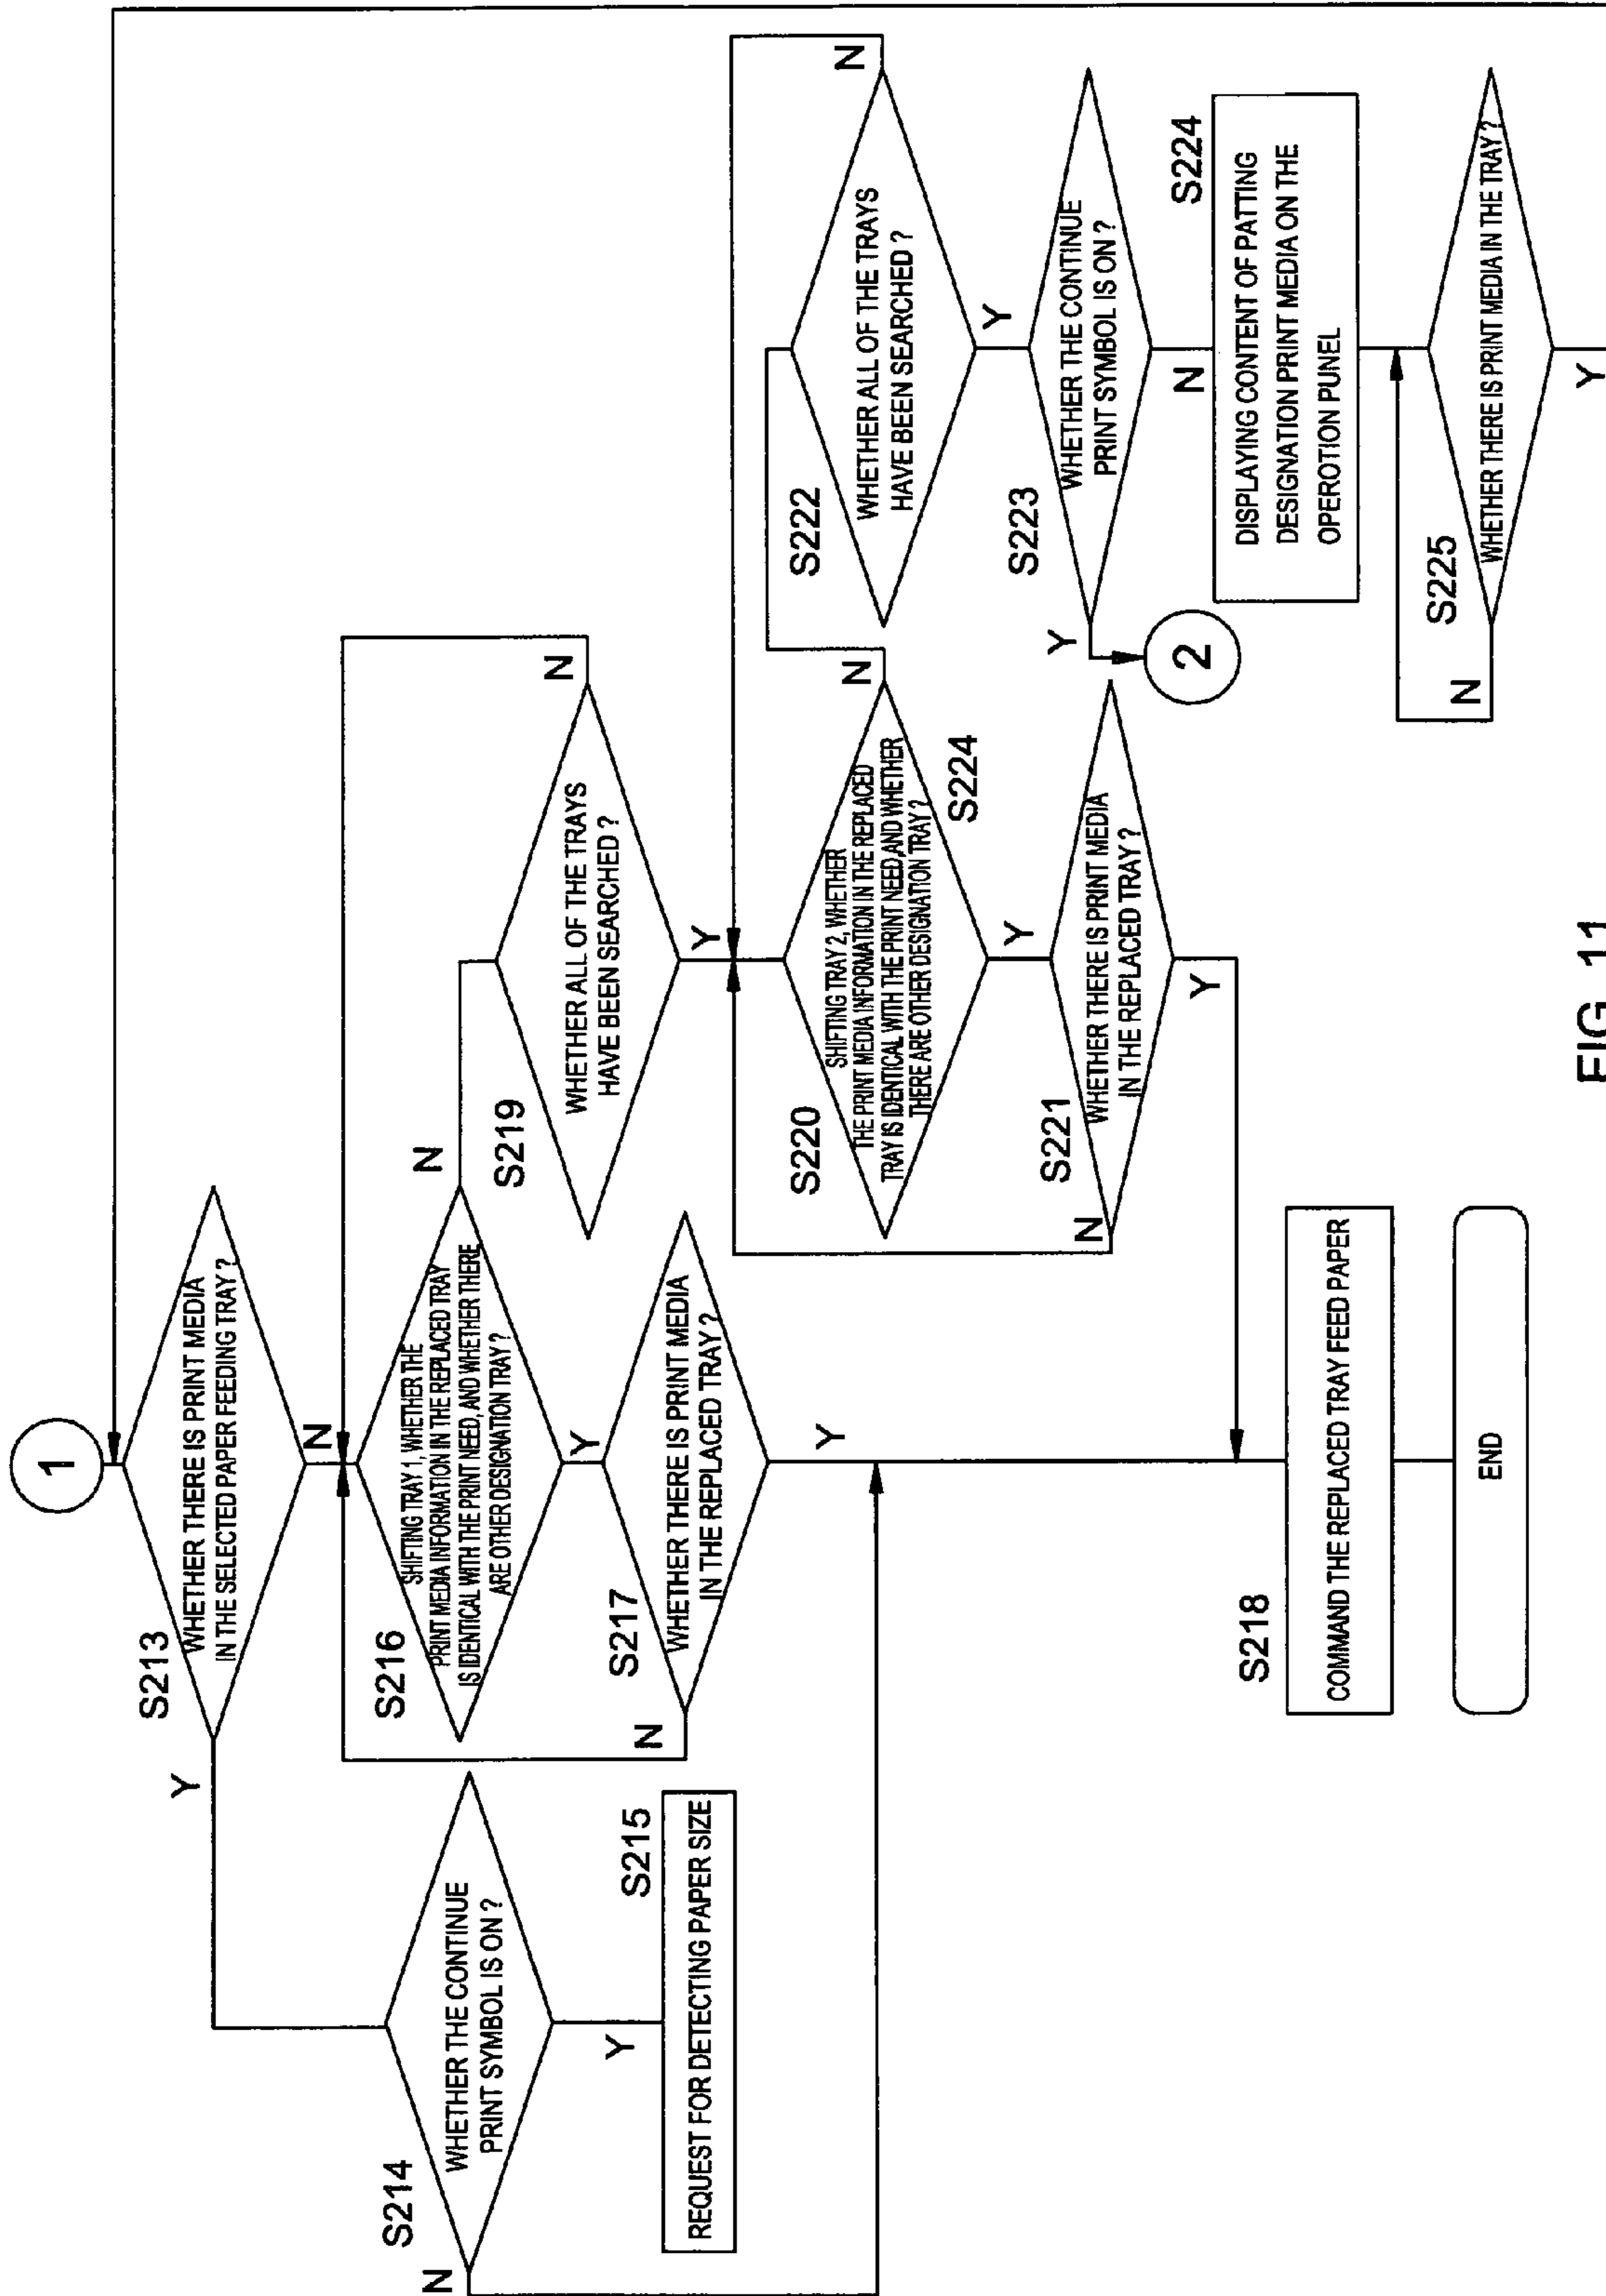 1
S213
WHETHER THERE IS PRINT MEDIA
IN THE SELECTED PAPER FEEDING TRAY ?
Y
N
S214
WHETHER THE CONTINUE
PRINT SYMBOL IS ON ?
N
Y
S215
REQUEST FOR DETECTING PAPER SIZE
S216
SHIFTING TRAY 1, WHETHER THE
PRINT MEDIA INFORMATION IN THE REPLACED TRAY
IS IDENTICAL WITH THE PRINT NEED, AND WHETHER THERE
ARE OTHER DESIGNATION TRAY ?
N
Y
S217
WHETHER THERE IS PRINT MEDIA
IN THE REPLACED TRAY ?
N
Y
S218
COMMAND THE REPLACED TRAY FEED PAPER
END
S219
WHETHER ALL OF THE TRAYS
HAVE BEEN SEARCHED ?
N
Y
S220
SHIFTING TRAY 2, WHETHER
THE PRINT MEDIA INFORMATION IN THE REPLACED
TRAY IS IDENTICAL WITH THE PRINT NEED,AND WHETHER
THERE ARE OTHER DESIGNATION TRAY ?
S224
N
Y
S221
WHETHER THERE IS PRINT MEDIA
IN THE REPLACED TRAY ?
N
Y
S222
WHETHER ALL OF THE TRAYS
HAVE BEEN SEARCHED ?
N
Y
S223
WHETHER THE CONTINUE
PRINT SYMBOL IS ON ?
Y
2
N
S224
DISPLAYING CONTENT OF PATTING
DESIGNATION PRINT MEDIA ON THE
OPEROTION PUNEL
S225
WHETHER THERE IS PRINT MEDIA IN THE TRAY ?
N
Y
FIG. 11